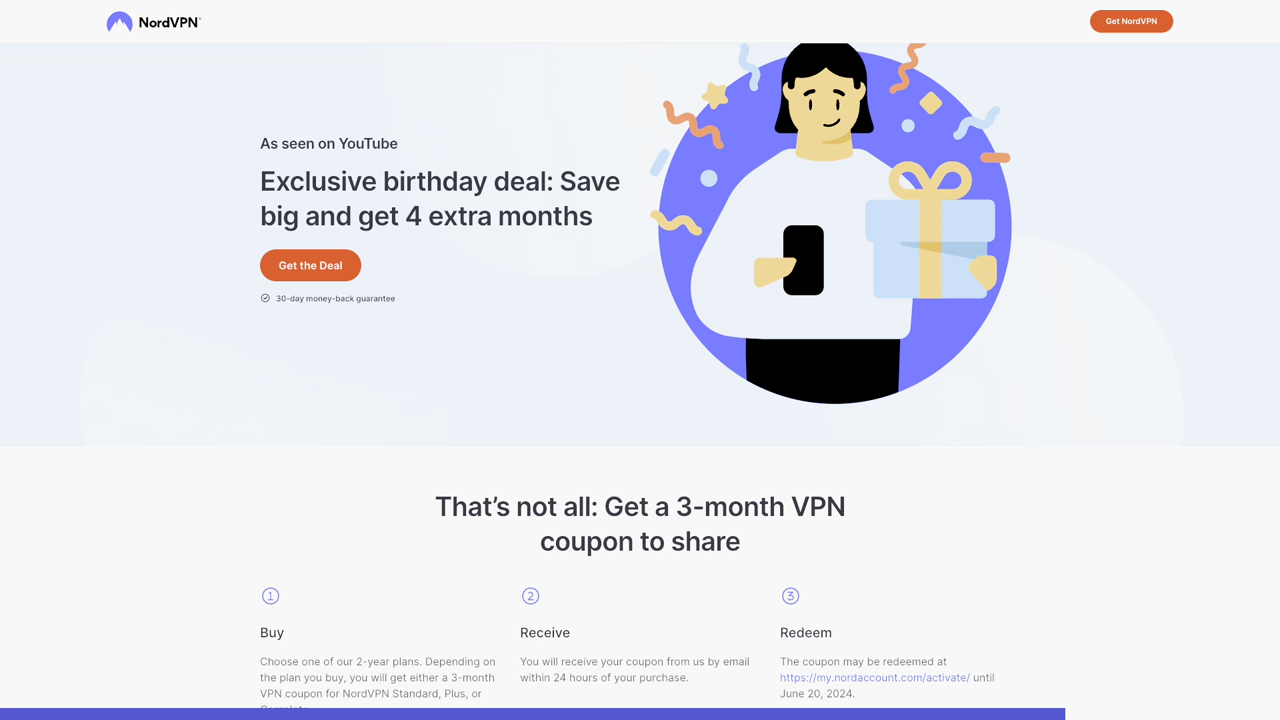 NordVPN
Get NordVPN
As seen on YouTube
Exclusive birthday deal: Save
big and get 4 extra months
Get the Deal
30-day money-back guarantee
That's not all: Get a 3-month VPN
coupon to share
1
2
3
Buy
Receive
Redeem
Choose one of our 2-year plans. Depending on
the plan you buy, you will get either a 3-month
VPN coupon for NordVPN Standard, Plus, or
You will receive your coupon from us by email
within 24 hours of your purchase.
The coupon may be redeemed at
https://my.nordaccount.com/activate/ until
June 20, 2024.